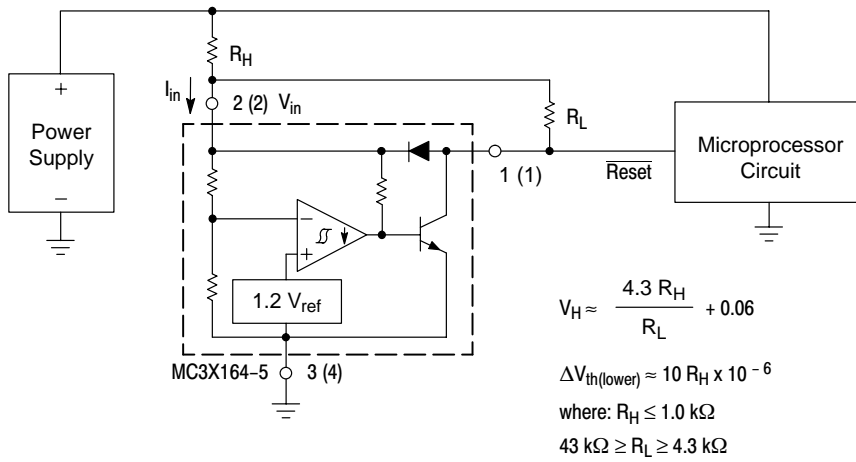 R_H
+
I_in
2 (2) V_in
Power
Supply
−
R_L
1 (1)
Reset
Microprocessor
Circuit
−
+
1.2 V_ref
V_H ≈ 4.3 R_H / R_L + 0.06
MC3X164−5
3 (4)
ΔV_th(lower) ≈ 10 R_H x 10^−6
where: R_H ≤ 1.0 kΩ
43 kΩ ≥ R_L ≥ 4.3 kΩ